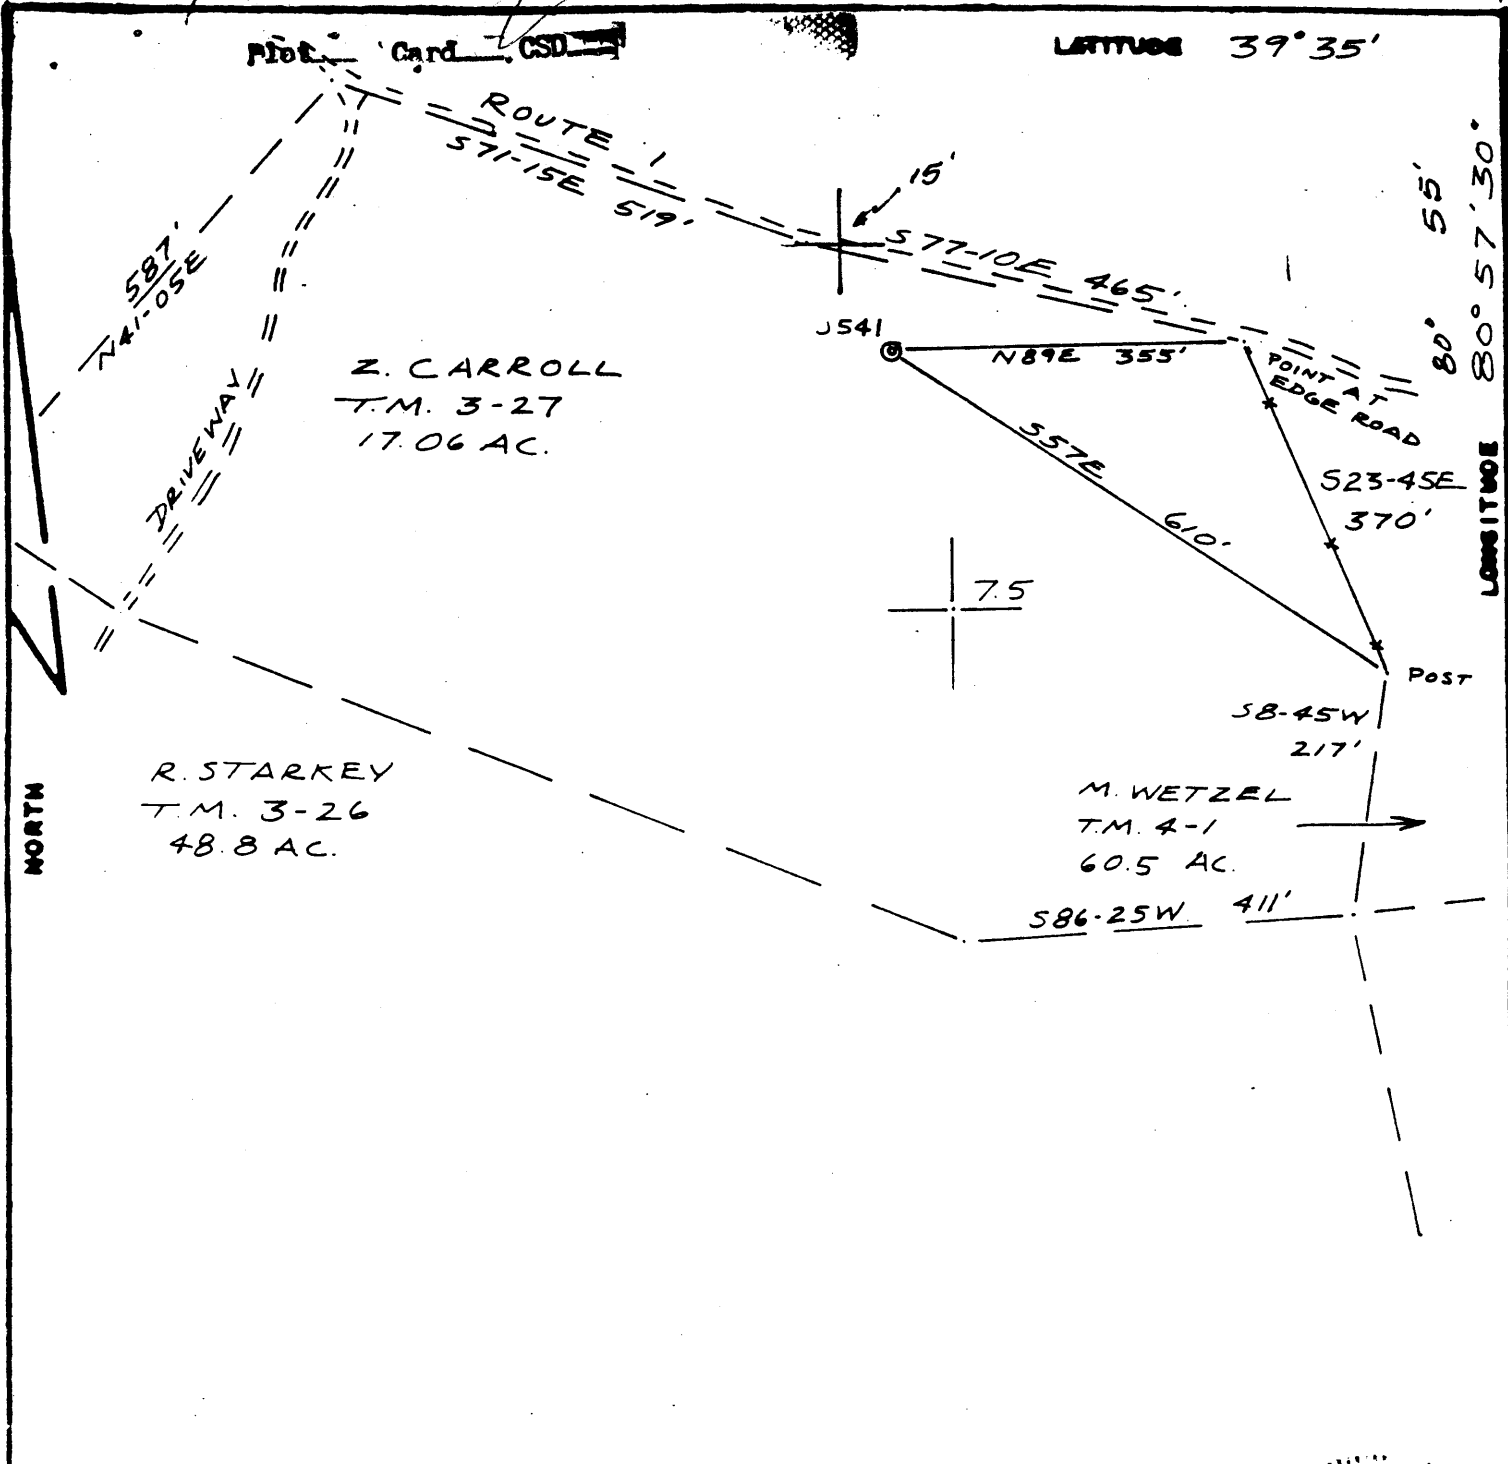 Plot Card CSD
LATITUDE 39°35'
ROUTE 1
S71-15E 519'
15'
S77-10E 465'
80° 55'
80°57'30"
LONGITUDE
587'
N41-05E
DRIVEWAY
J541
N89E 355'
POINT AT
EDGE ROAD
Z. CARROLL
T.M. 3-27
17.06 AC.
S57E
610'
S23-45E
370'
7.5
POST
S8-45W
217'
NORTH
R. STARKEY
T.M. 3-26
48.8 AC.
M. WETZEL
T.M. 4-1
60.5 AC.
S86-25W 411'